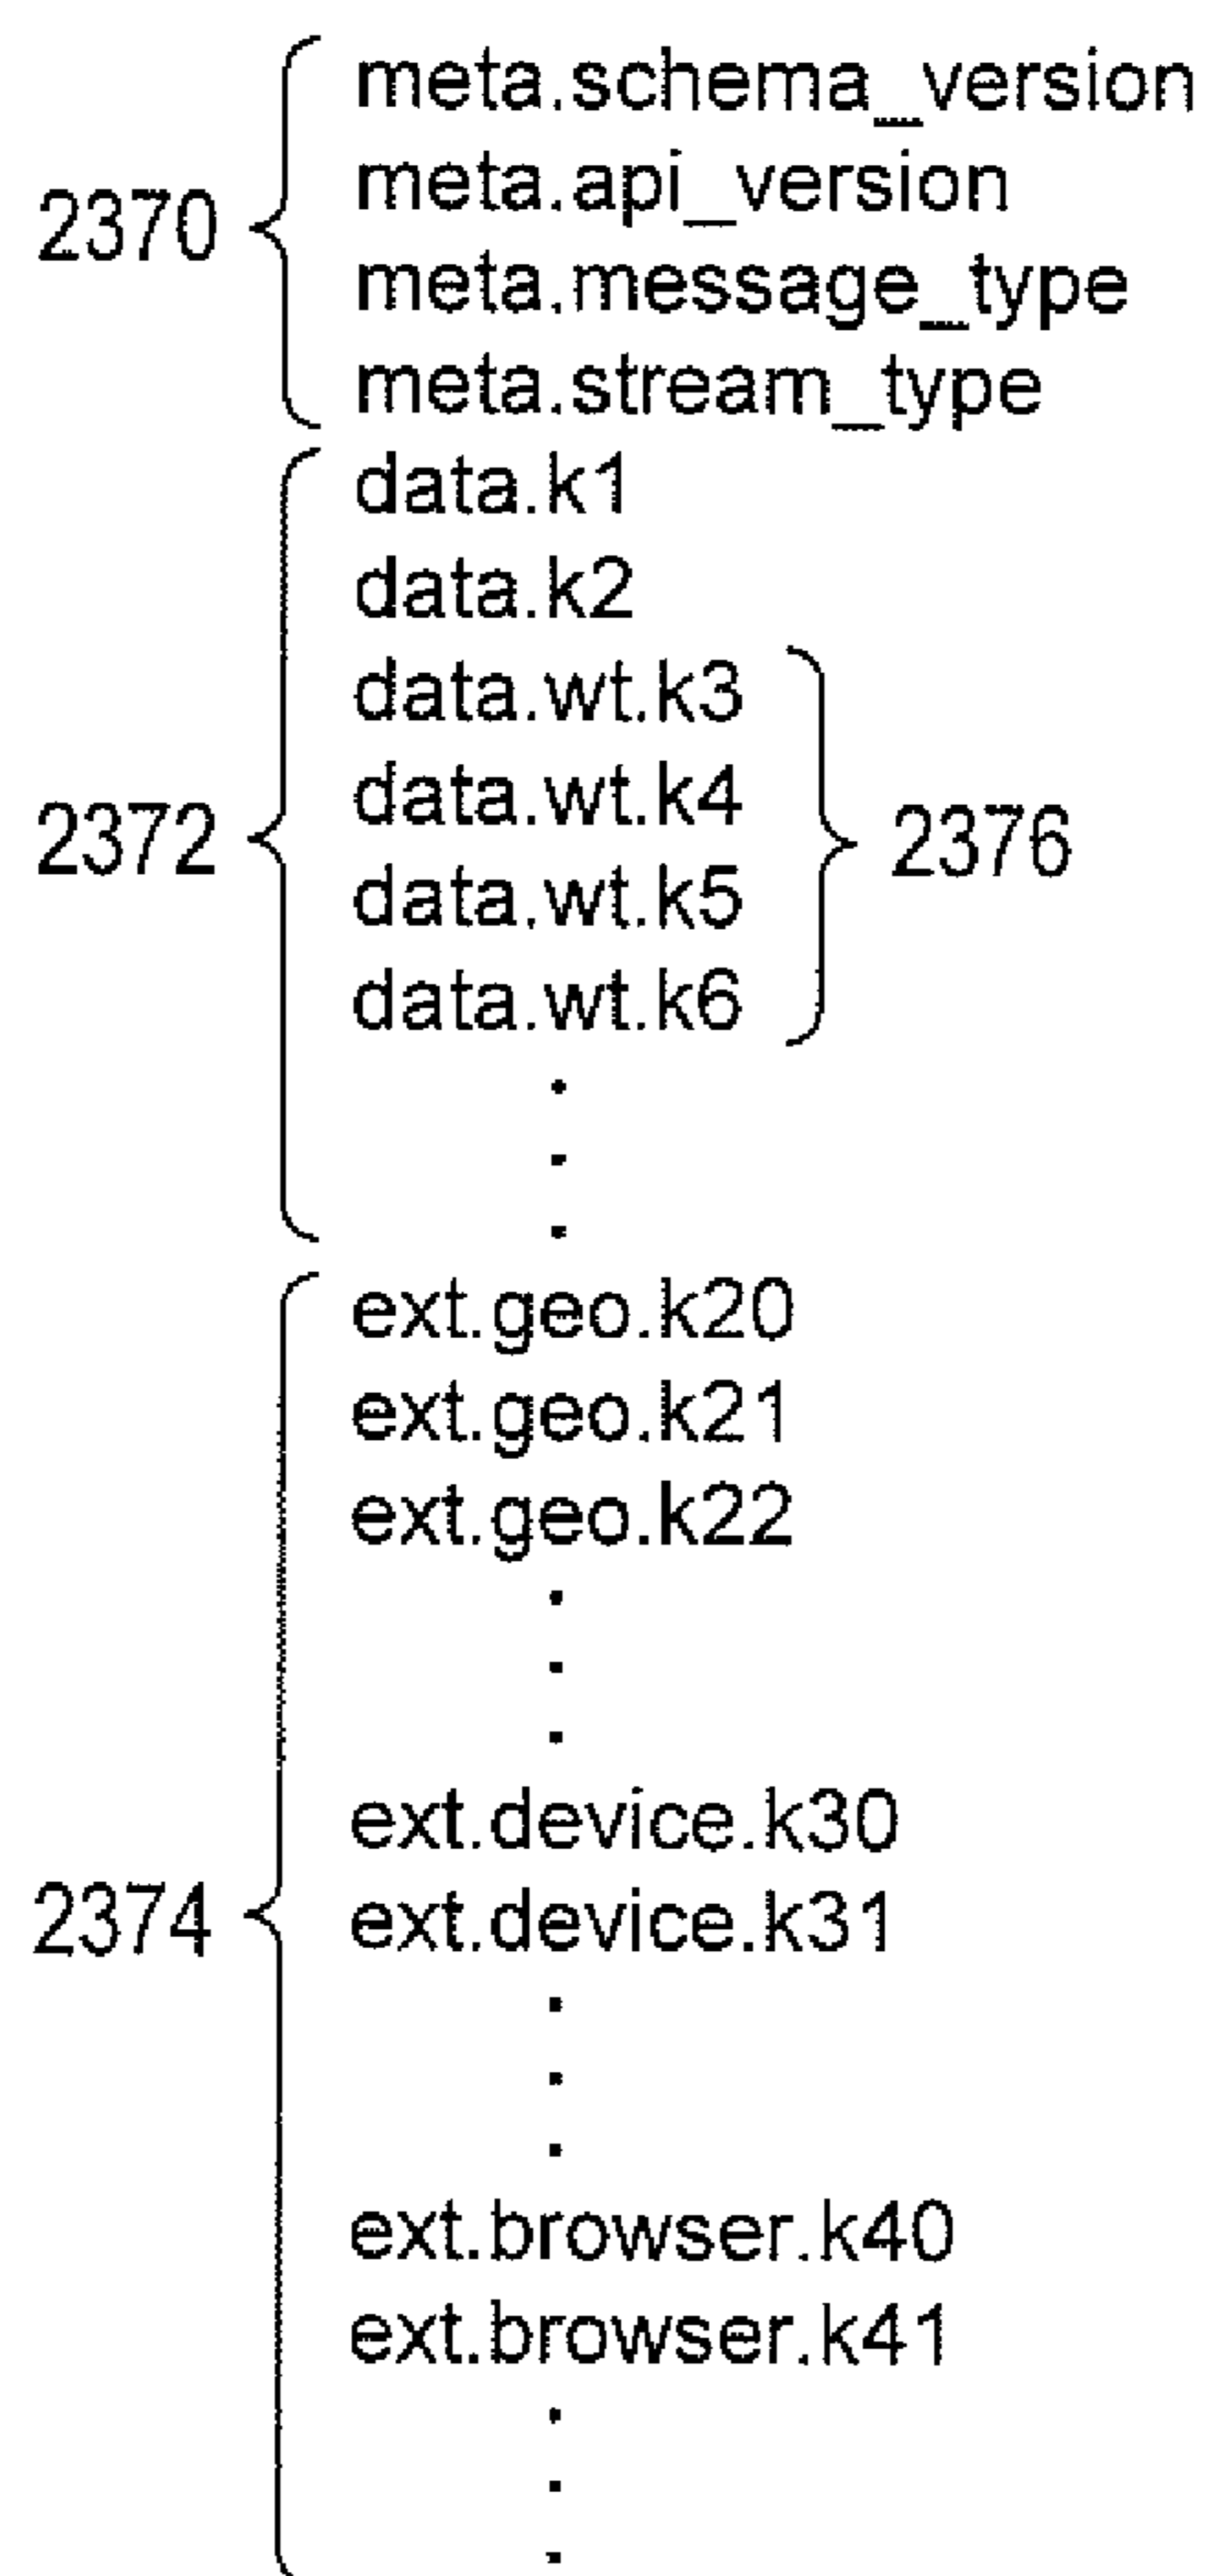 meta.schema_version
meta.api_version
2370
meta.message_type
meta.stream_type
data.k1
data.k2
data.wt.k3
data.wt.k4
2372
2376
data.wt.k5
data.wt.k6
.
.
.
ext.geo.k20
ext.geo.k21
ext.geo.k22
.
.
.
ext.device.k30
2374
ext.device.k31
.
.
.
ext.browser.k40
ext.browser.k41
.
.
.